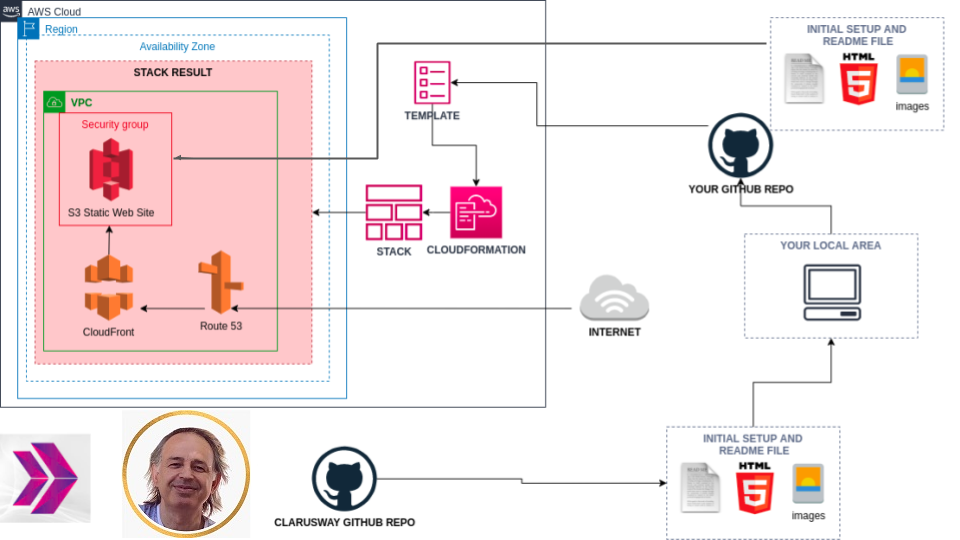 aws
AWS Cloud
Region
Availability Zone
STACK RESULT
VPC
Security group
S3 Static Web Site
CloudFront
Route 53
TEMPLATE
STACK
CLOUDFORMATION
INTERNET
INITIAL SETUP AND
README FILE
HTML
5
images
YOUR GITHUB REPO
YOUR LOCAL AREA
INITIAL SETUP AND
README FILE
HTML
5
images
CLARUSWAY GITHUB REPO